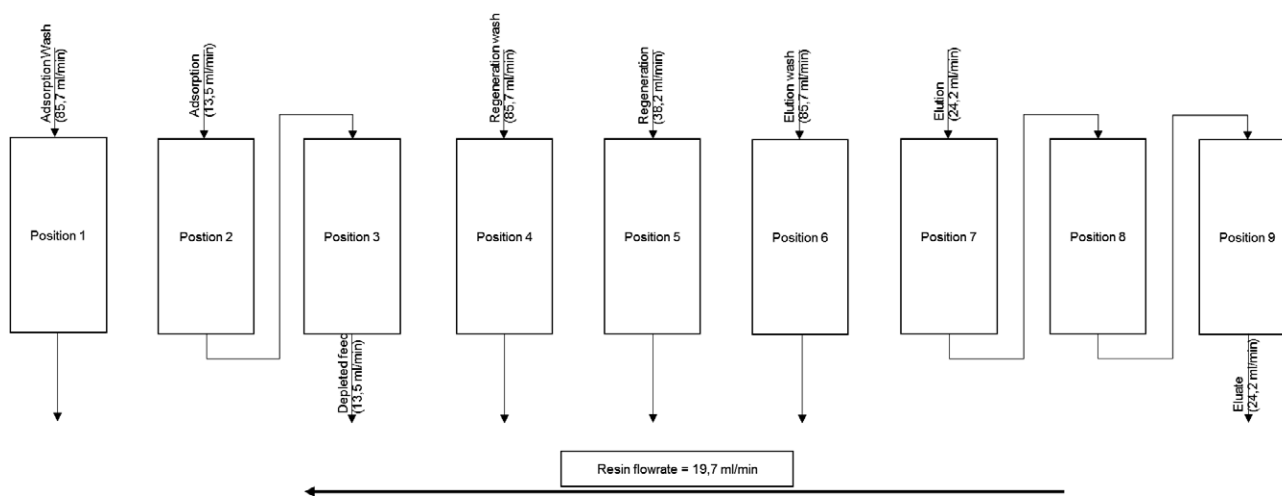 Adsorption Wash
(85,7 ml/min)
Adsorption
(13,5 ml/min)
Regeneration wash
(85,7 ml/min)
Regeneration
(38,2 ml/min)
Elution wash
(85,7 ml/min)
Elution
(24,2 ml/min)
Position 1
Postion 2
Position 3
Position 4
Position 5
Position 6
Position 7
Position 8
Position 9
Depleted feed
(13,5 ml/min)
Eluate
(24,2 ml/min)
Resin flowrate = 19,7 ml/min